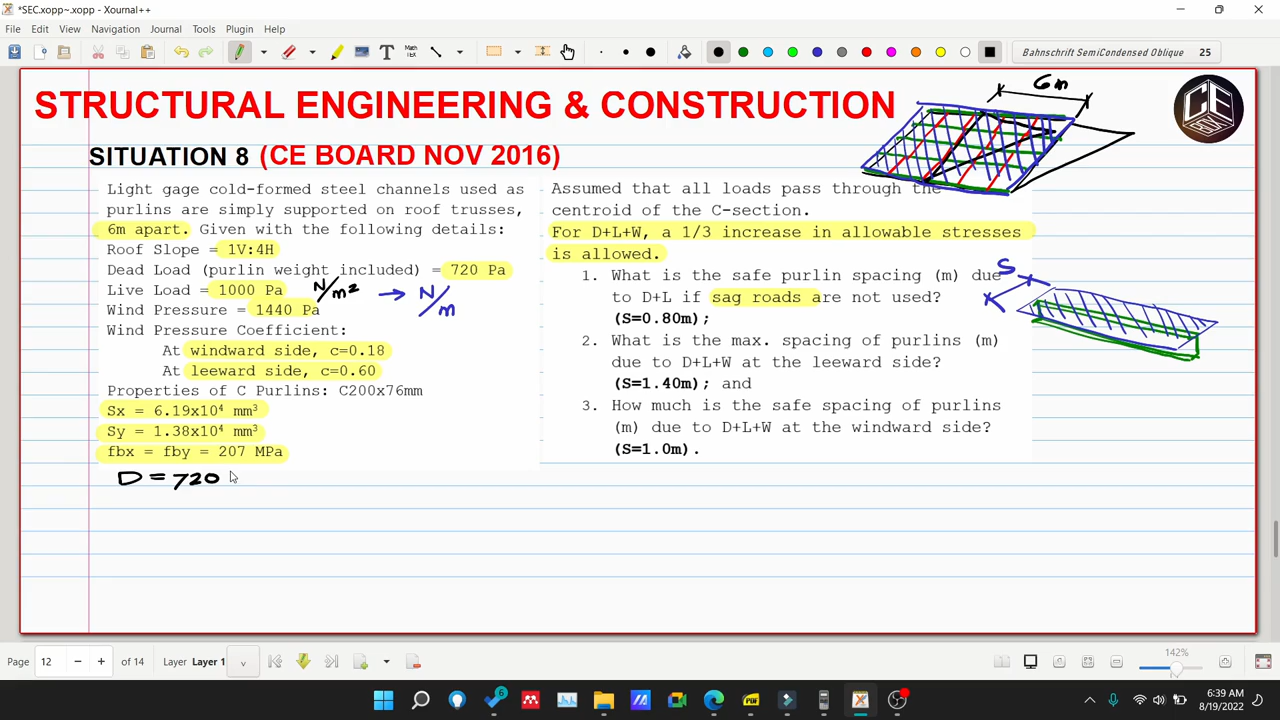 *SEC.xopp~.xopp - Xournal++
File Edit View Navigation Journal Tools Plugin Help
T Math εχτ Bahnschrift SemiCondensed Oblique 25
STRUCTURAL ENGINEERING & CONSTRUCTION
6m
CE
SITUATION 8 (CE BOARD NOV 2016)
Light gage cold-formed steel channels used as
purlins are simply supported on roof trusses,
6m apart. Given with the following details:
Roof Slope = 1V:4H
Dead Load (purlin weight included) = 720 Pa
Live Load = 1000 Pa N/m² → N/m
Wind Pressure = 1440 Pa
Wind Pressure Coefficient:
At windward side, c=0.18
At leeward side, c=0.60
Properties of C Purlins: C200x76mm
Sx = 6.19x10⁴ mm³
Sy = 1.38x10⁴ mm³
fbx = fby = 207 MPa
D = 720
Assumed that all loads pass through the
centroid of the C-section.
For D+L+W, a 1/3 increase in allowable stresses
is allowed.
1. What is the safe purlin spacing (m) due
to D+L if sag roads are not used?
(S=0.80m);
2. What is the max. spacing of purlins (m)
due to D+L+W at the leeward side?
(S=1.40m); and
3. How much is the safe spacing of purlins
(m) due to D+L+W at the windward side?
(S=1.0m).
S
Page 12 of 14 Layer Layer 1 142%
6
6:39 AM
8/19/2022